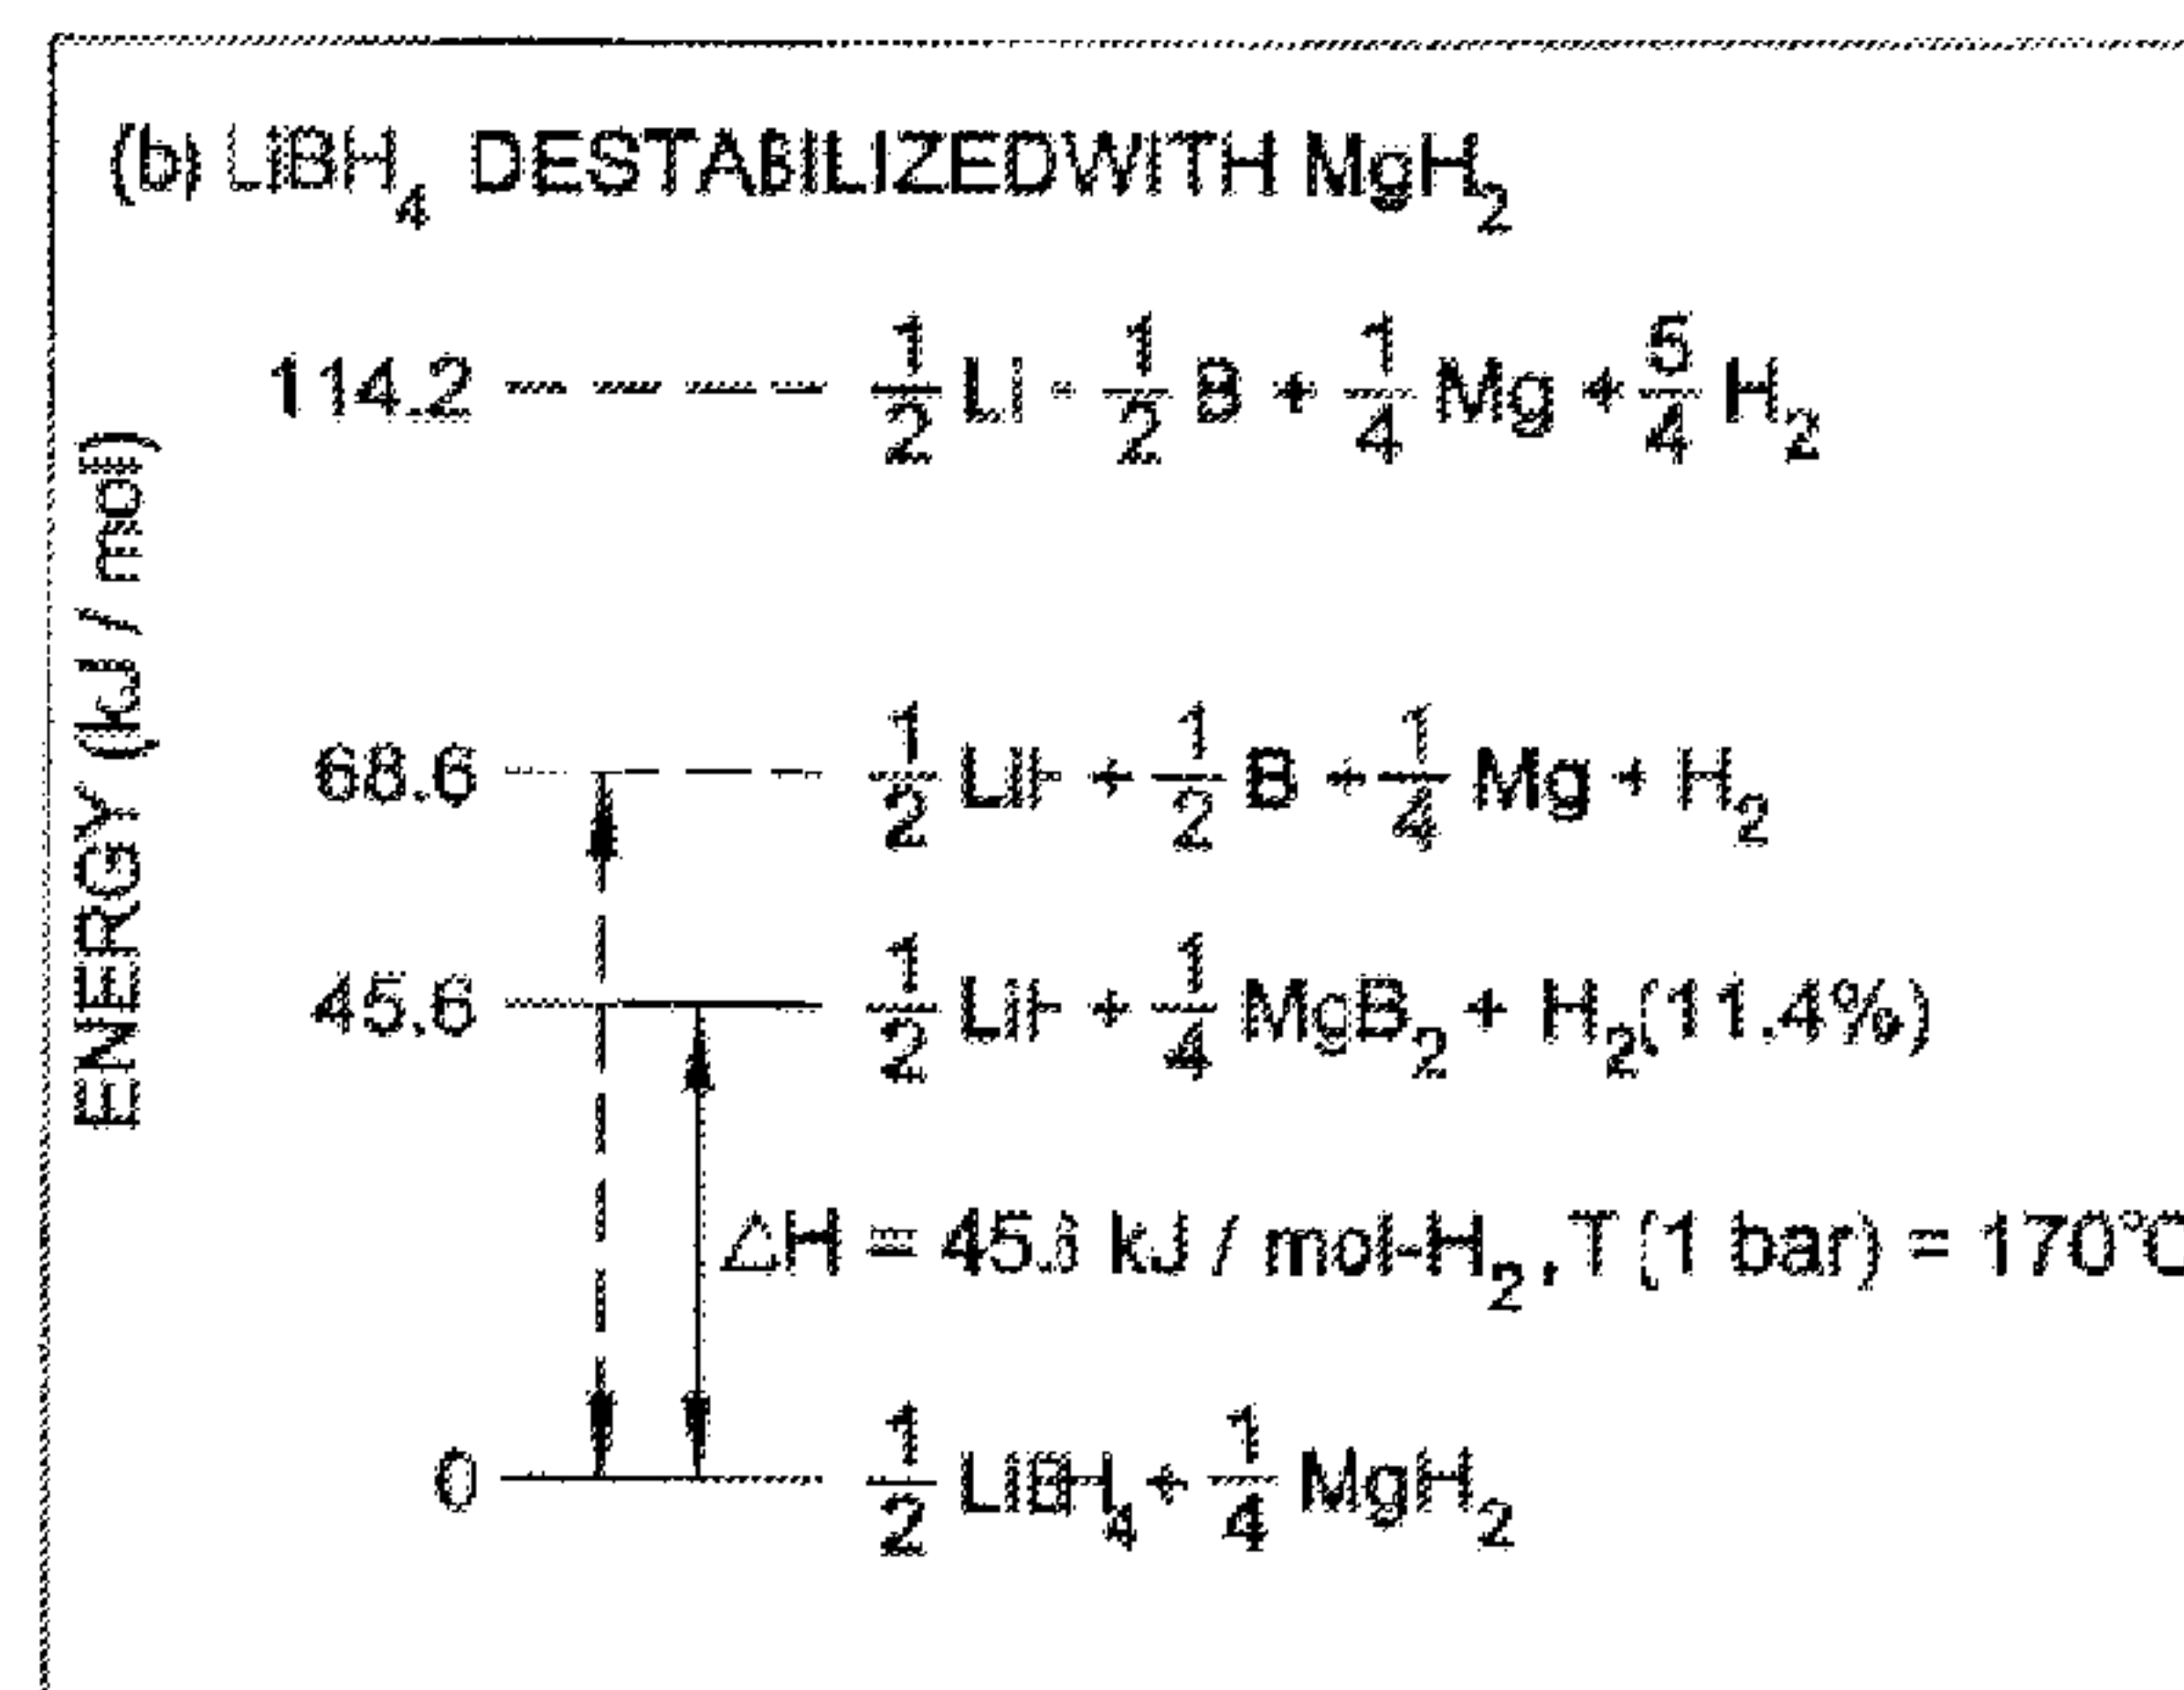 (b) LiBH4 DESTABILIZEDWITH MgH2
114.2 1/2 Li - 1/2 B + 1/4 Mg + 5/4 H2
ENERGY (kJ / mol)
68.6 1/2 LiH + 1/2 B + 1/4 Mg + H2
45.6 1/2 LiH + 1/4 MgB2 + H2(11.4%)
△H = 45.6 kJ / mol-H2, T (1 bar) = 170°C
0 1/2 LiBH4 + 1/4 MgH2